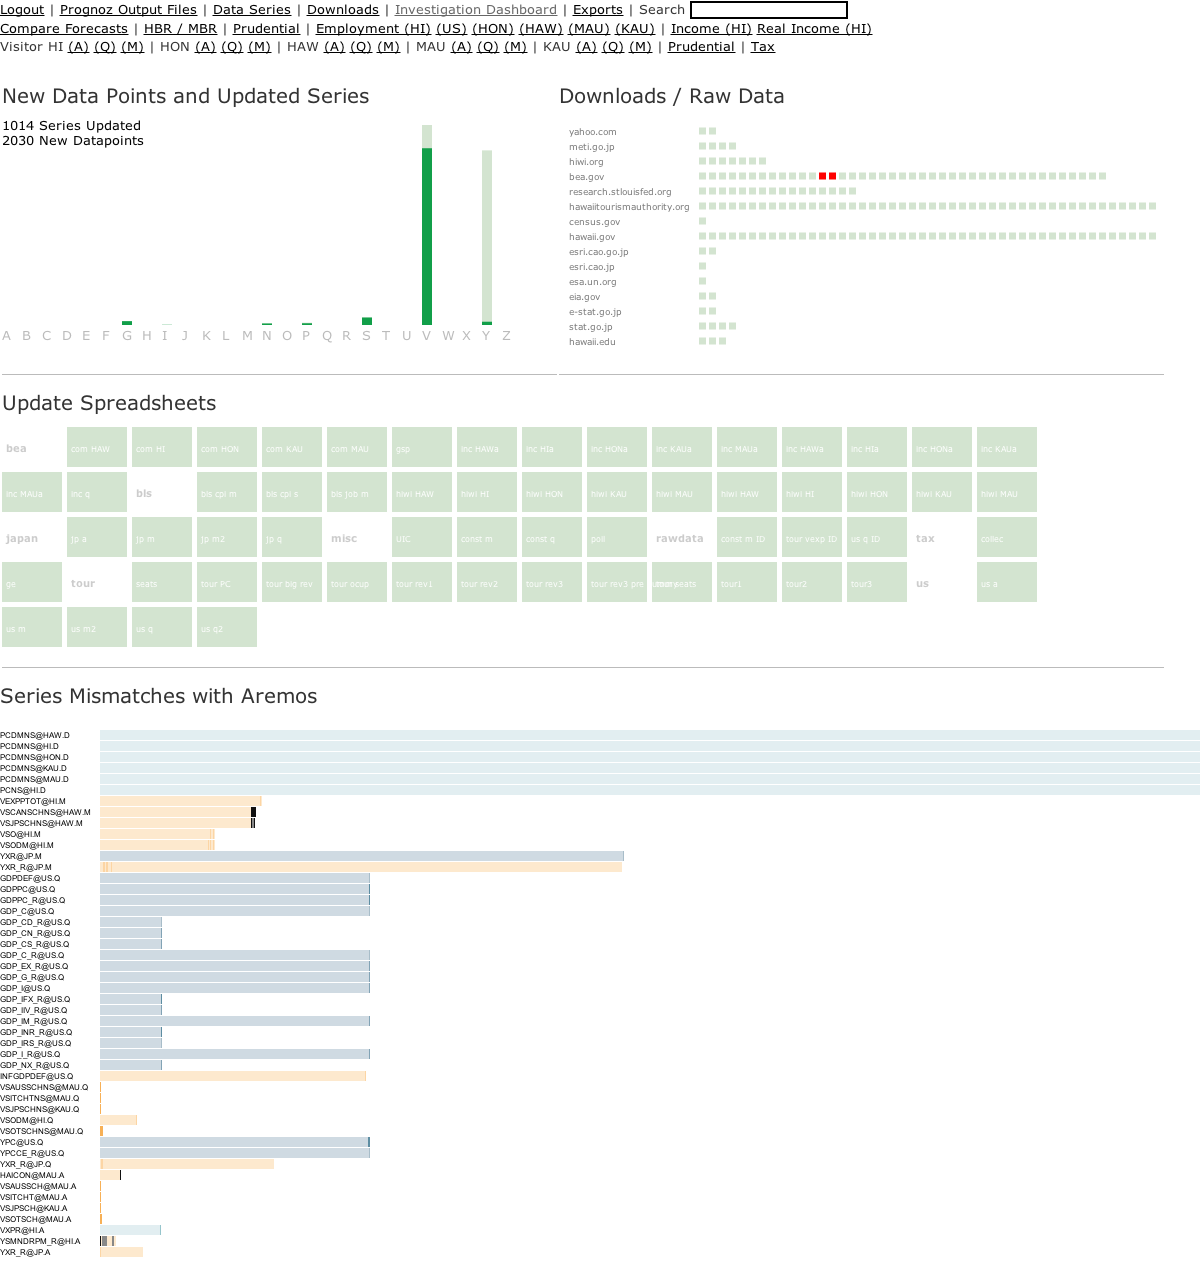 Logout | Prognoz Output Files | Data Series | Downloads | Investigation Dashboard | Exports | Search
Compare Forecasts | HBR / MBR | Prudential | Employment (HI) (US) (HON) (HAW) (MAU) (KAU) | Income (HI) Real Income (HI)
Visitor HI (A) (Q) (M) | HON (A) (Q) (M) | HAW (A) (Q) (M) | MAU (A) (Q) (M) | KAU (A) (Q) (M) | Prudential | Tax
New Data Points and Updated Series
1014 Series Updated
2030 New Datapoints
A B C D E F G H I J K L M N O P Q R S T U V W X Y Z
Downloads / Raw Data
yahoo.com
meti.go.jp
hiwi.org
bea.gov
research.stlouisfed.org
hawaiitourismauthority.org
census.gov
hawaii.gov
esri.cao.go.jp
esri.cao.jp
esa.un.org
eia.gov
e-stat.go.jp
stat.go.jp
hawaii.edu
Update Spreadsheets
bea com HAW com HI com HON com KAU com MAU gsp inc HAWa inc HIa inc HONa inc KAUa inc MAUa inc HAWa inc HIa inc HONa inc KAUa
inc MAUa inc q bls bls cpi m bls cpi s bls job m hiwi HAW hiwi HI hiwi HON hiwi KAU hiwi MAU hiwi HAW hiwi HI hiwi HON hiwi KAU hiwi MAU
japan jp a jp m jp m2 jp q misc UIC const m const q poli rawdata const m ID tour vexp ID us q ID tax collec
ge tour seats tour PC tour big rev tour ocup tour rev1 tour rev2 tour rev3 tour rev3 pre tour seats tour1 tour2 tour3 us us a
us m us m2 us q us q2
Series Mismatches with Aremos
PCDMNS@HAW.D
PCDMNS@HI.D
PCDMNS@HON.D
PCDMNS@KAU.D
PCDMNS@MAU.D
PCNS@HI.D
VEXPPTOT@HI.M
VSCANSCHNS@HAW.M
VSJPSCHNS@HAW.M
VSO@HI.M
VSODM@HI.M
YXR@JP.M
YXR_R@JP.M
GDPDEF@US.Q
GDPPC@US.Q
GDPPC_R@US.Q
GDP_C@US.Q
GDP_CD_R@US.Q
GDP_CN_R@US.Q
GDP_CS_R@US.Q
GDP_C_R@US.Q
GDP_EX_R@US.Q
GDP_G_R@US.Q
GDP_I@US.Q
GDP_IFX_R@US.Q
GDP_IIV_R@US.Q
GDP_IM_R@US.Q
GDP_INR_R@US.Q
GDP_IRS_R@US.Q
GDP_I_R@US.Q
GDP_NX_R@US.Q
INFGDPDEF@US.Q
VSAUSSCHNS@MAU.Q
VSITCHTNS@MAU.Q
VSJPSCHNS@KAU.Q
VSODM@HI.Q
VSOTSCHNS@MAU.Q
YPC@US.Q
YPCCE_R@US.Q
YXR_R@JP.Q
HAICON@MAU.A
VSAUSSCH@MAU.A
VSITCHT@MAU.A
VSJPSCH@KAU.A
VSOTSCH@MAU.A
VXPR@HI.A
YSMNDRPM_R@HI.A
YXR_R@JP.A